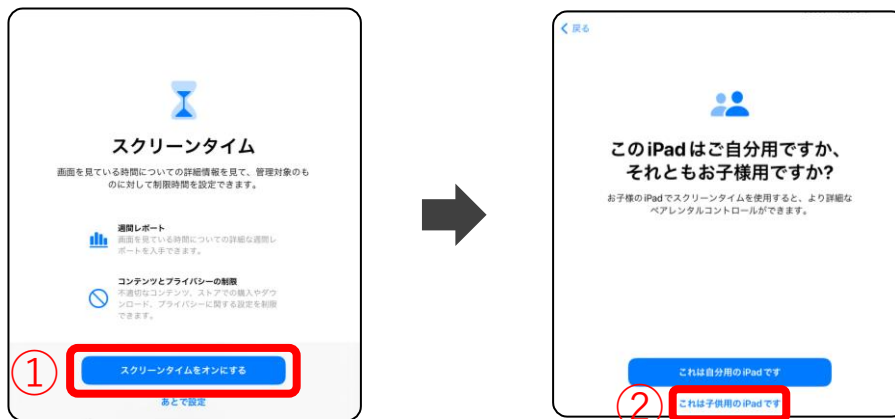 スクリーンタイム
画面を見ている時間についての詳細情報を見て、管理対象のも
のに対して制限時間を設定できます。
週間レポート
画面を見ている時間についての詳細な週間レ
ポートを入手できます。
コンテンツとプライバシーの制限
不適切なコンテンツ、ストアでの購入やダウ
ンロード、プライバシーに関する設定を制限
できます。
① スクリーンタイムをオンにする
あとで設定
戻る
このiPadはご自分用ですか、
それともお子様用ですか?
お子様のiPadでスクリーンタイムを使用すると、より詳細な
ペアレンタルコントロールができます。
これは自分用のiPadです
② これは子供用のiPadです